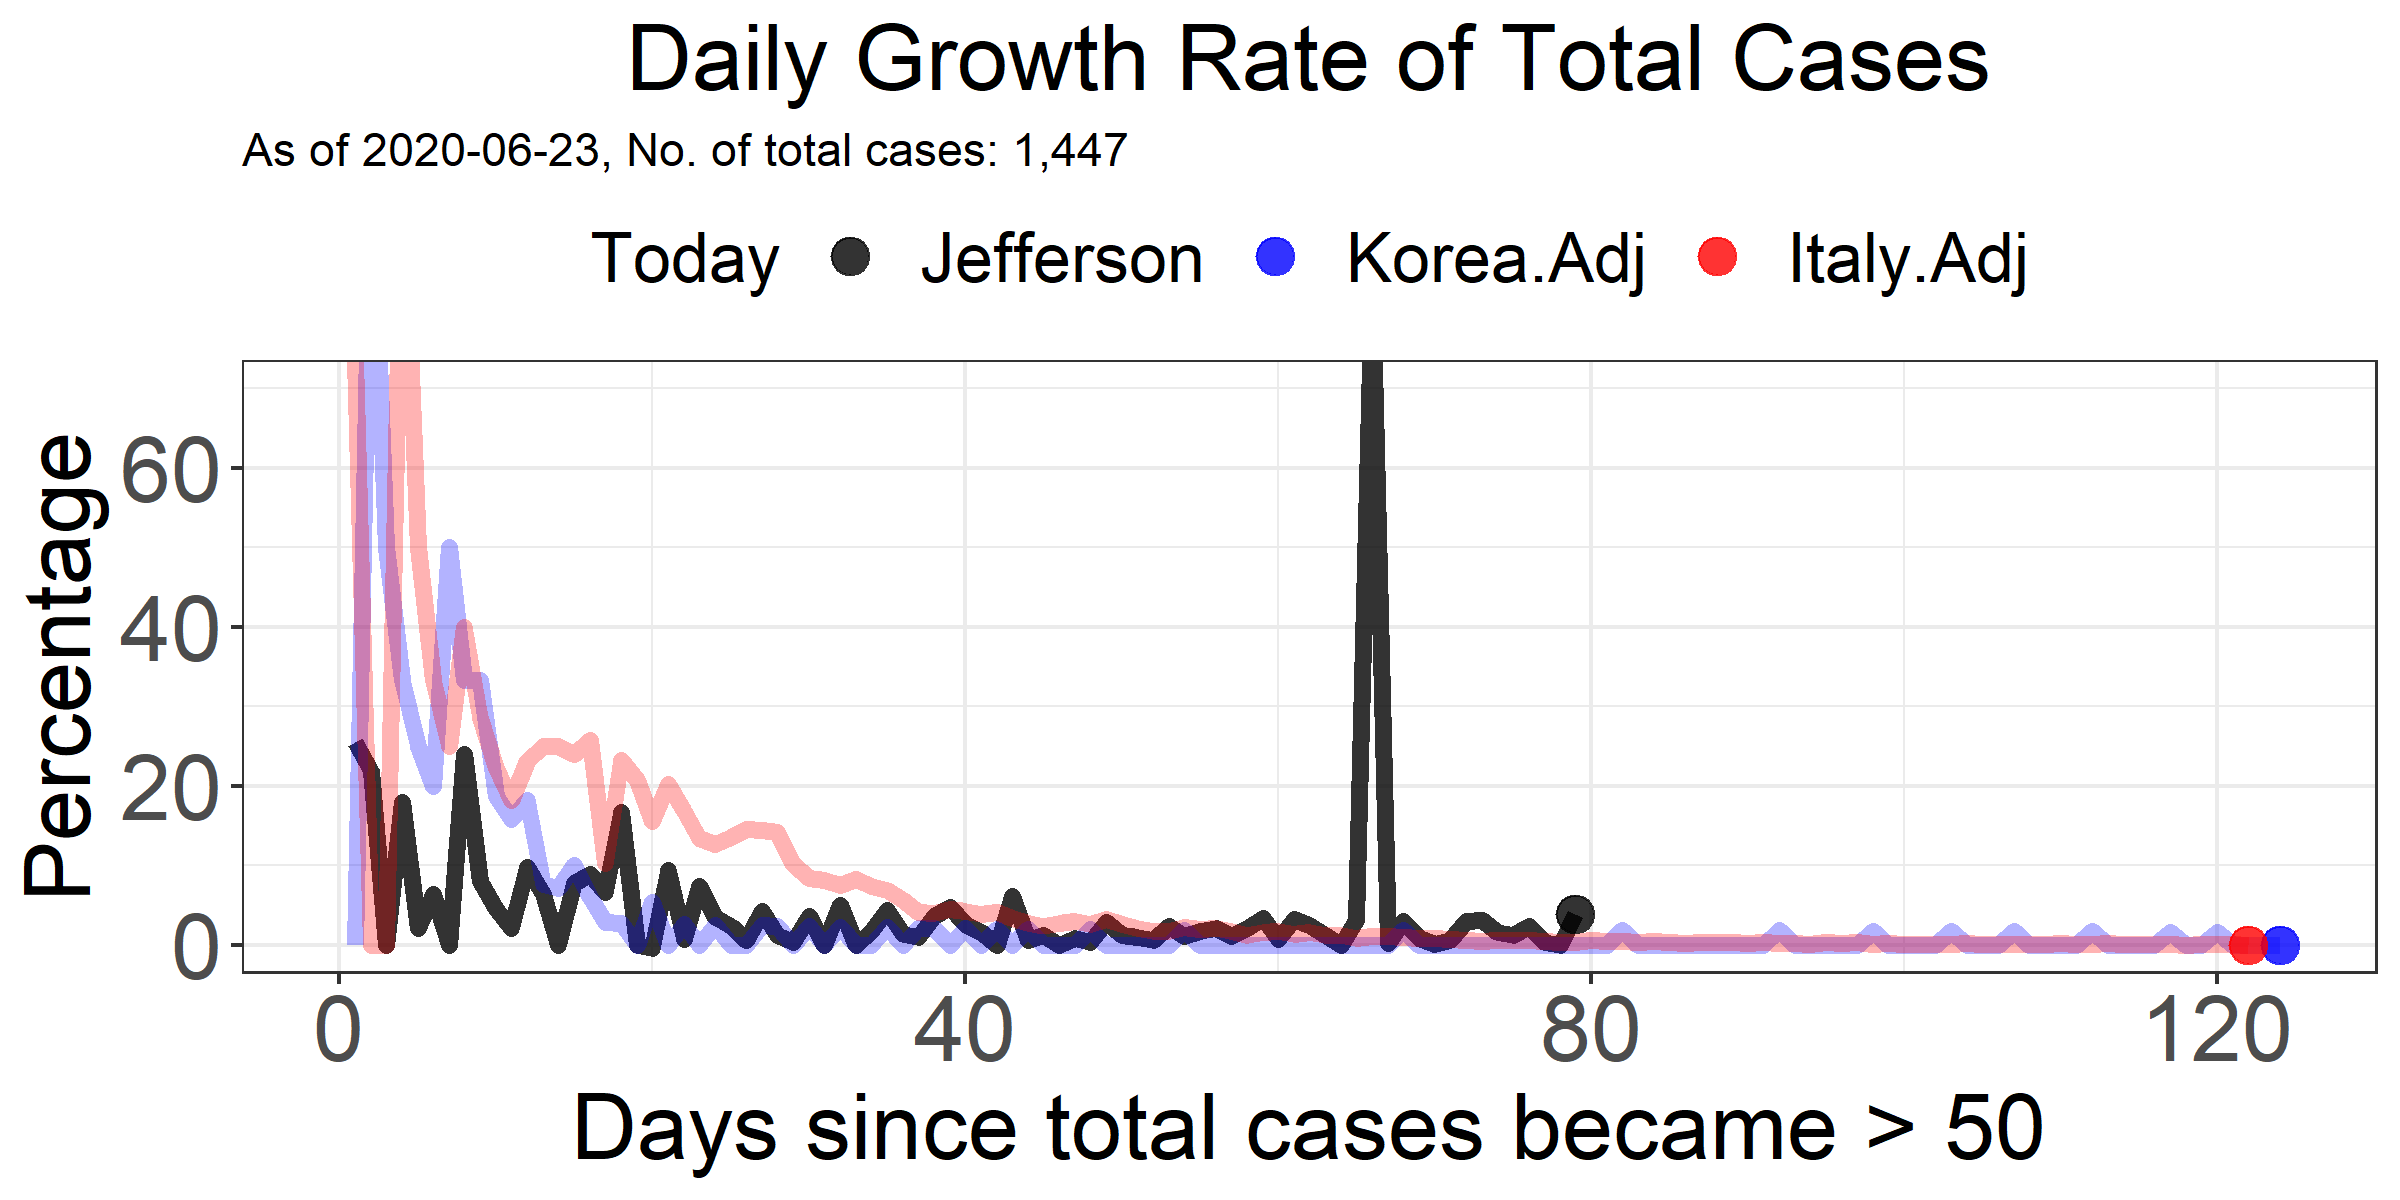 Daily Growth Rate of Total Cases
As of 2020-06-23, No. of total cases: 1,447
Today Jefferson Korea.Adj Italy.Adj
Percentage
60
40
20
0
0 40 80 120
Days since total cases became > 50